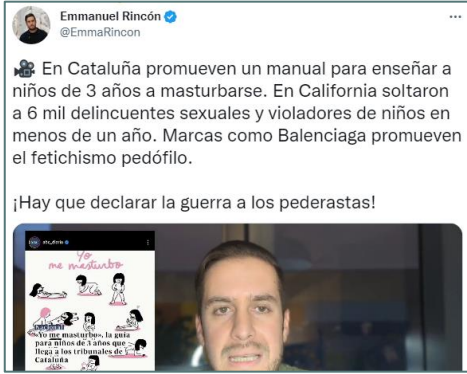 Emmanuel Rincón
@EmmaRincon
🎥 En Cataluña promueven un manual para enseñar a
niños de 3 años a masturbarse. En California soltaron
a 6 mil delincuentes sexuales y violadores de niños en
menos de un año. Marcas como Balenciaga promueven
el fetichismo pedófilo.
¡Hay que declarar la guerra a los pederastas!
Yo
me masturbo
«Yo me masturbo», la guía
para niños de 3 años que
llega a los tribunales de
Cataluña